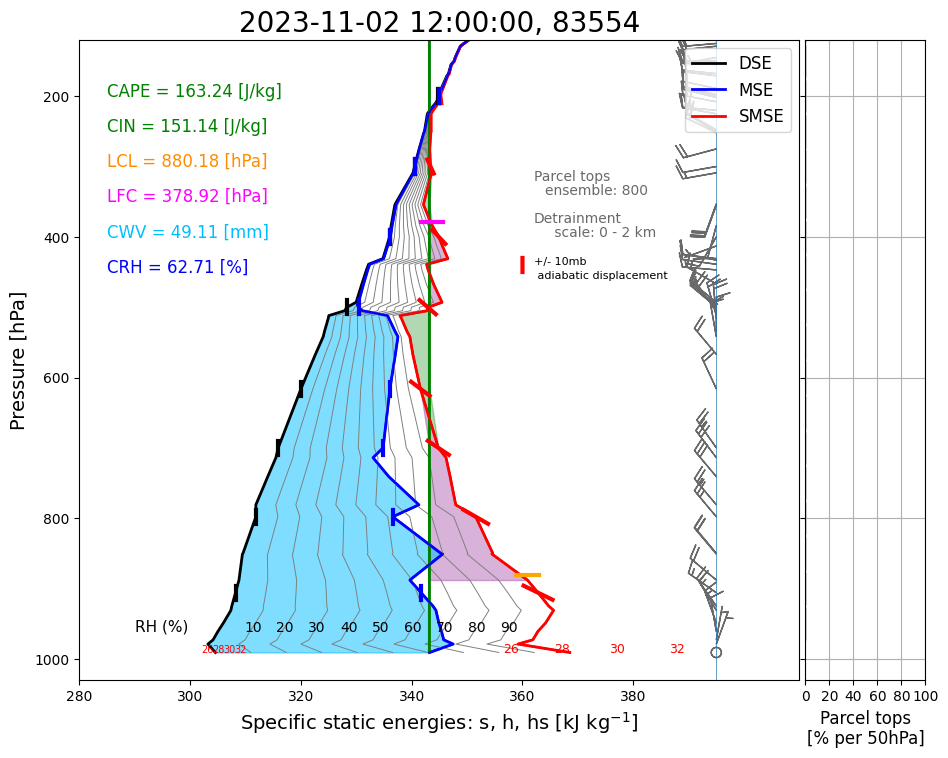 2023-11-02 12:00:00, 83554
CAPE = 163.24 [J/kg]
CIN = 151.14 [J/kg]
LCL = 880.18 [hPa]
LFC = 378.92 [hPa]
CWV = 49.11 [mm]
CRH = 62.71 [%]
DSE
MSE
SMSE
Parcel tops
ensemble: 800
Detrainment
scale: 0 - 2 km
+/- 10mb
adiabatic displacement
Pressure [hPa]
200
400
600
800
1000
RH (%)
10 20 30 40 50 60 70 80 90
26 28 30 32
26 28 30 32
280 300 320 340 360 380
Specific static energies: s, h, hs [kJ kg⁻¹]
0 20 40 60 80 100
Parcel tops
[% per 50hPa]